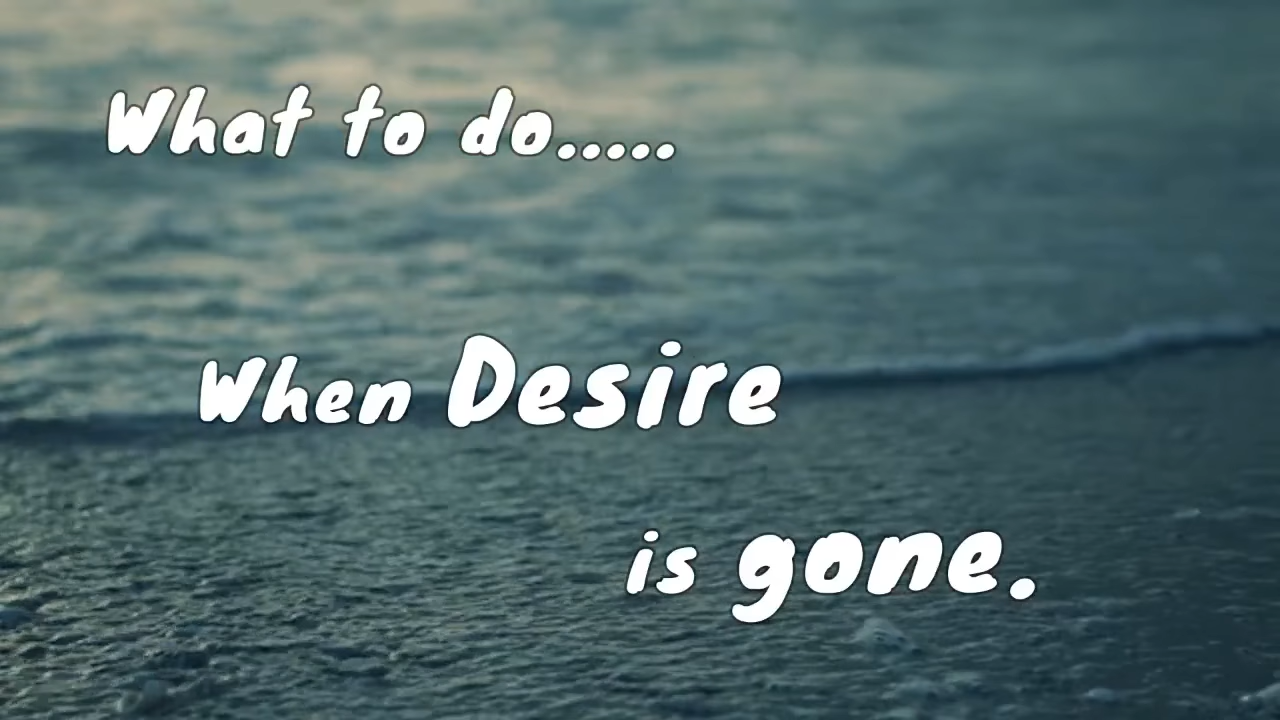 What to do.....
When Desire
is gone.